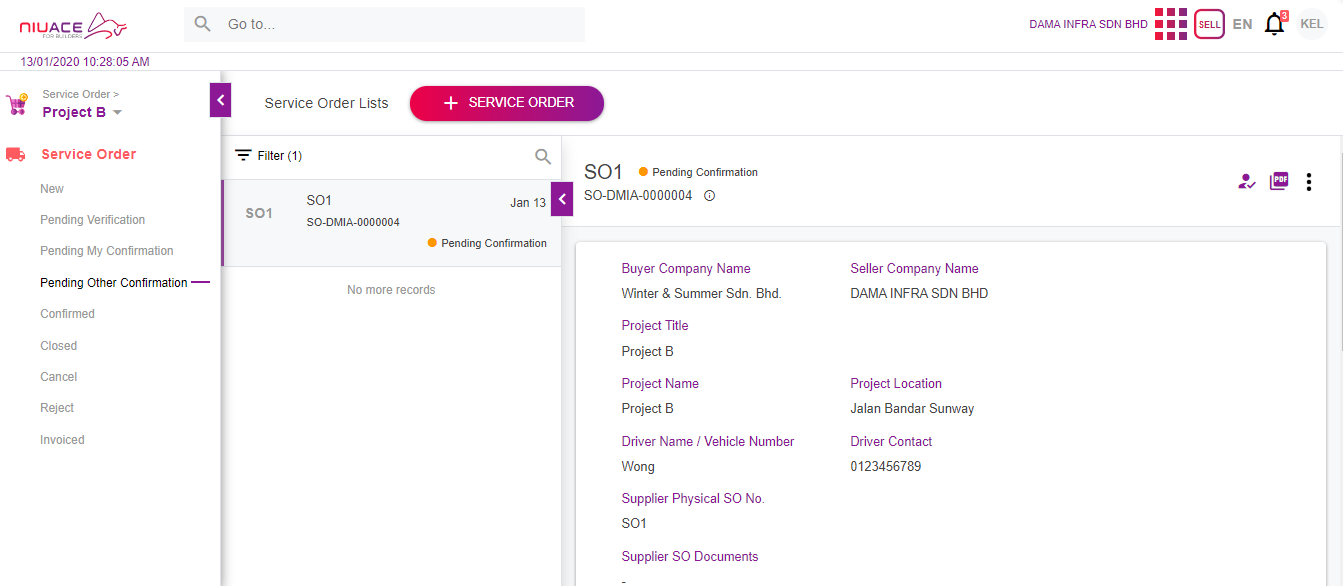 NIUACE
FOR BUILDERS
Go to...
DAMA INFRA SDN BHD
SELL
EN
3
KEL
13/01/2020 10:28:05 AM
Service Order >
Project B
Service Order Lists
+ SERVICE ORDER
Service Order
New
Pending Verification
Pending My Confirmation
Pending Other Confirmation
Confirmed
Closed
Cancel
Reject
Invoiced
Filter (1)
SO1
SO1
Jan 13
SO-DMIA-0000004
Pending Confirmation
No more records
SO1
Pending Confirmation
SO-DMIA-0000004
PDF
Buyer Company Name
Seller Company Name
Winter & Summer Sdn. Bhd.
DAMA INFRA SDN BHD
Project Title
Project B
Project Name
Project Location
Project B
Jalan Bandar Sunway
Driver Name / Vehicle Number
Driver Contact
Wong
0123456789
Supplier Physical SO No.
SO1
Supplier SO Documents
-